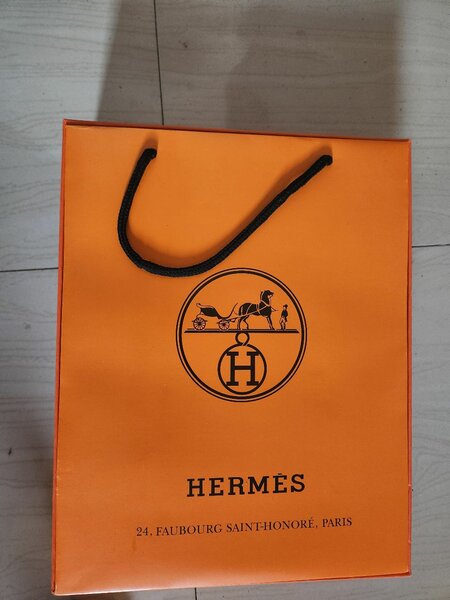 H
HERMÈS
24, FAUBOURG SAINT-HONORÉ, PARIS